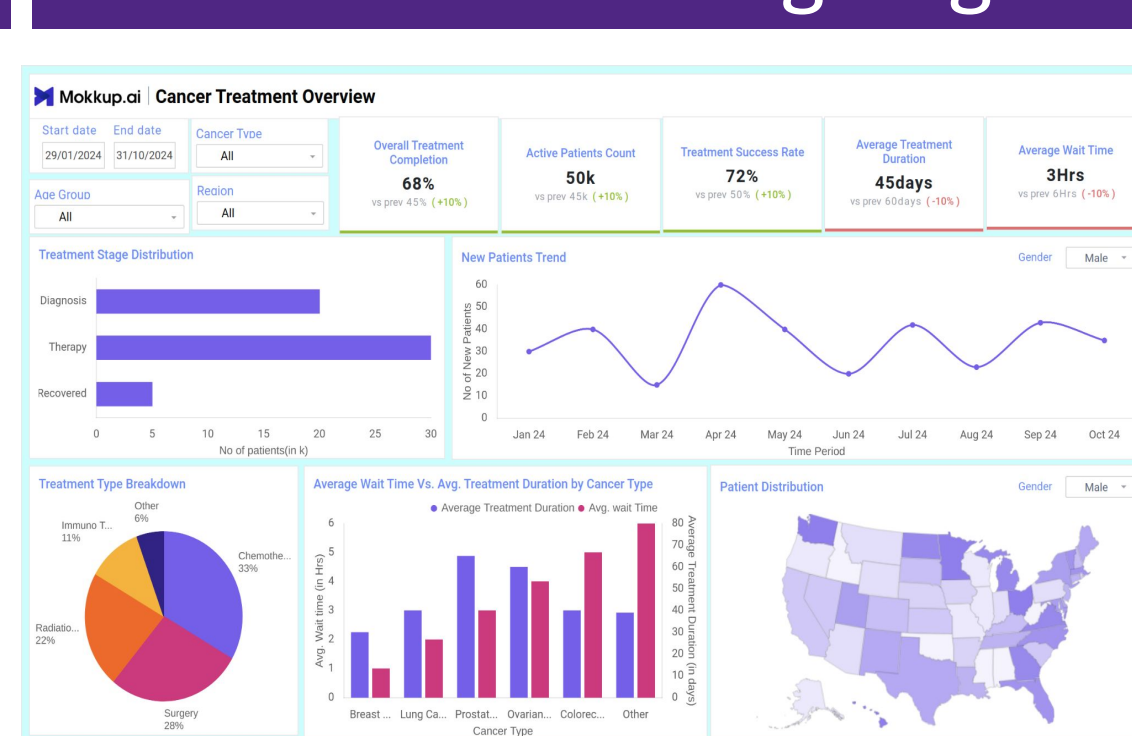 Mokkup.ai Cancer Treatment Overview
Start date End date
29/01/2024 31/10/2024
Cancer Type
All
Age Group
All
Region
All
Overall Treatment
Completion
68%
vs prev 45% (+10%)
Active Patients Count
50k
vs prev 45k (+10%)
Treatment Success Rate
72%
vs prev 50% (+10%)
Average Treatment
Duration
45days
vs prev 60days (-10%)
Average Wait Time
3Hrs
vs prev 6Hrs (-10%)
Treatment Stage Distribution
Diagnosis
Therapy
Recovered
0 5 10 15 20 25 30
No of patients(in k)
New Patients Trend
Gender Male
No of New Patients
60
50
40
30
20
10
0
Jan 24 Feb 24 Mar 24 Apr 24 May 24 Jun 24 Jul 24 Aug 24 Sep 24 Oct 24
Time Period
Treatment Type Breakdown
Other
6%
Immuno T...
11%
Chemothe...
33%
Radiatio...
22%
Surgery
28%
Average Wait Time Vs. Avg. Treatment Duration by Cancer Type
Average Treatment Duration Avg. wait Time
Avg. Wait time (in Hrs)
6
5
4
3
2
1
0
80
70
60
50
40
30
20
10
0
Average Treatment Duration (in days)
Breast ... Lung Ca... Prostat... Ovarian... Colorec... Other
Cancer Type
Patient Distribution
Gender Male